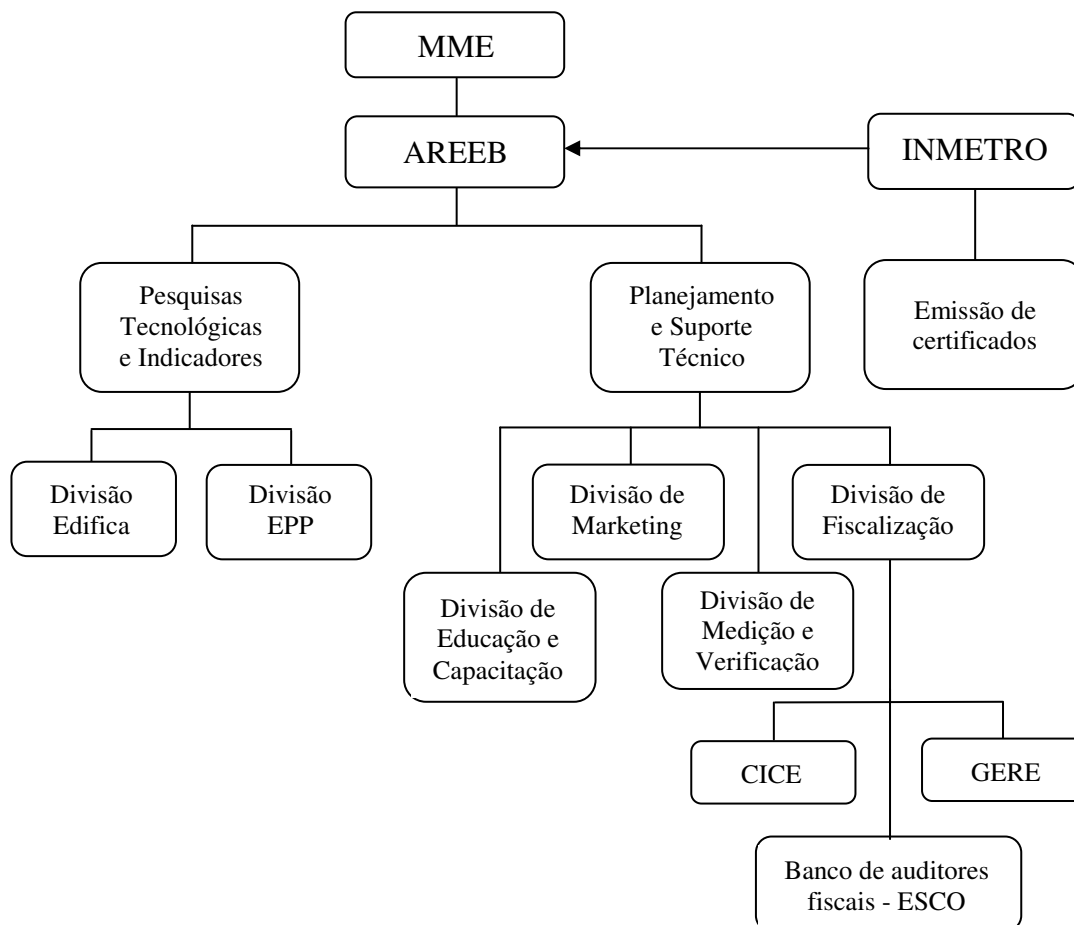 MME
AREEB
INMETRO
Pesquisas
Tecnológicas
e Indicadores
Planejamento
e Suporte
Técnico
Emissão de
certificados
Divisão
Edifica
Divisão
EPP
Divisão de
Marketing
Divisão de
Fiscalização
Divisão de
Educação e
Capacitação
Divisão de
Medição e
Verificação
CICE
GERE
Banco de auditores
fiscais - ESCO